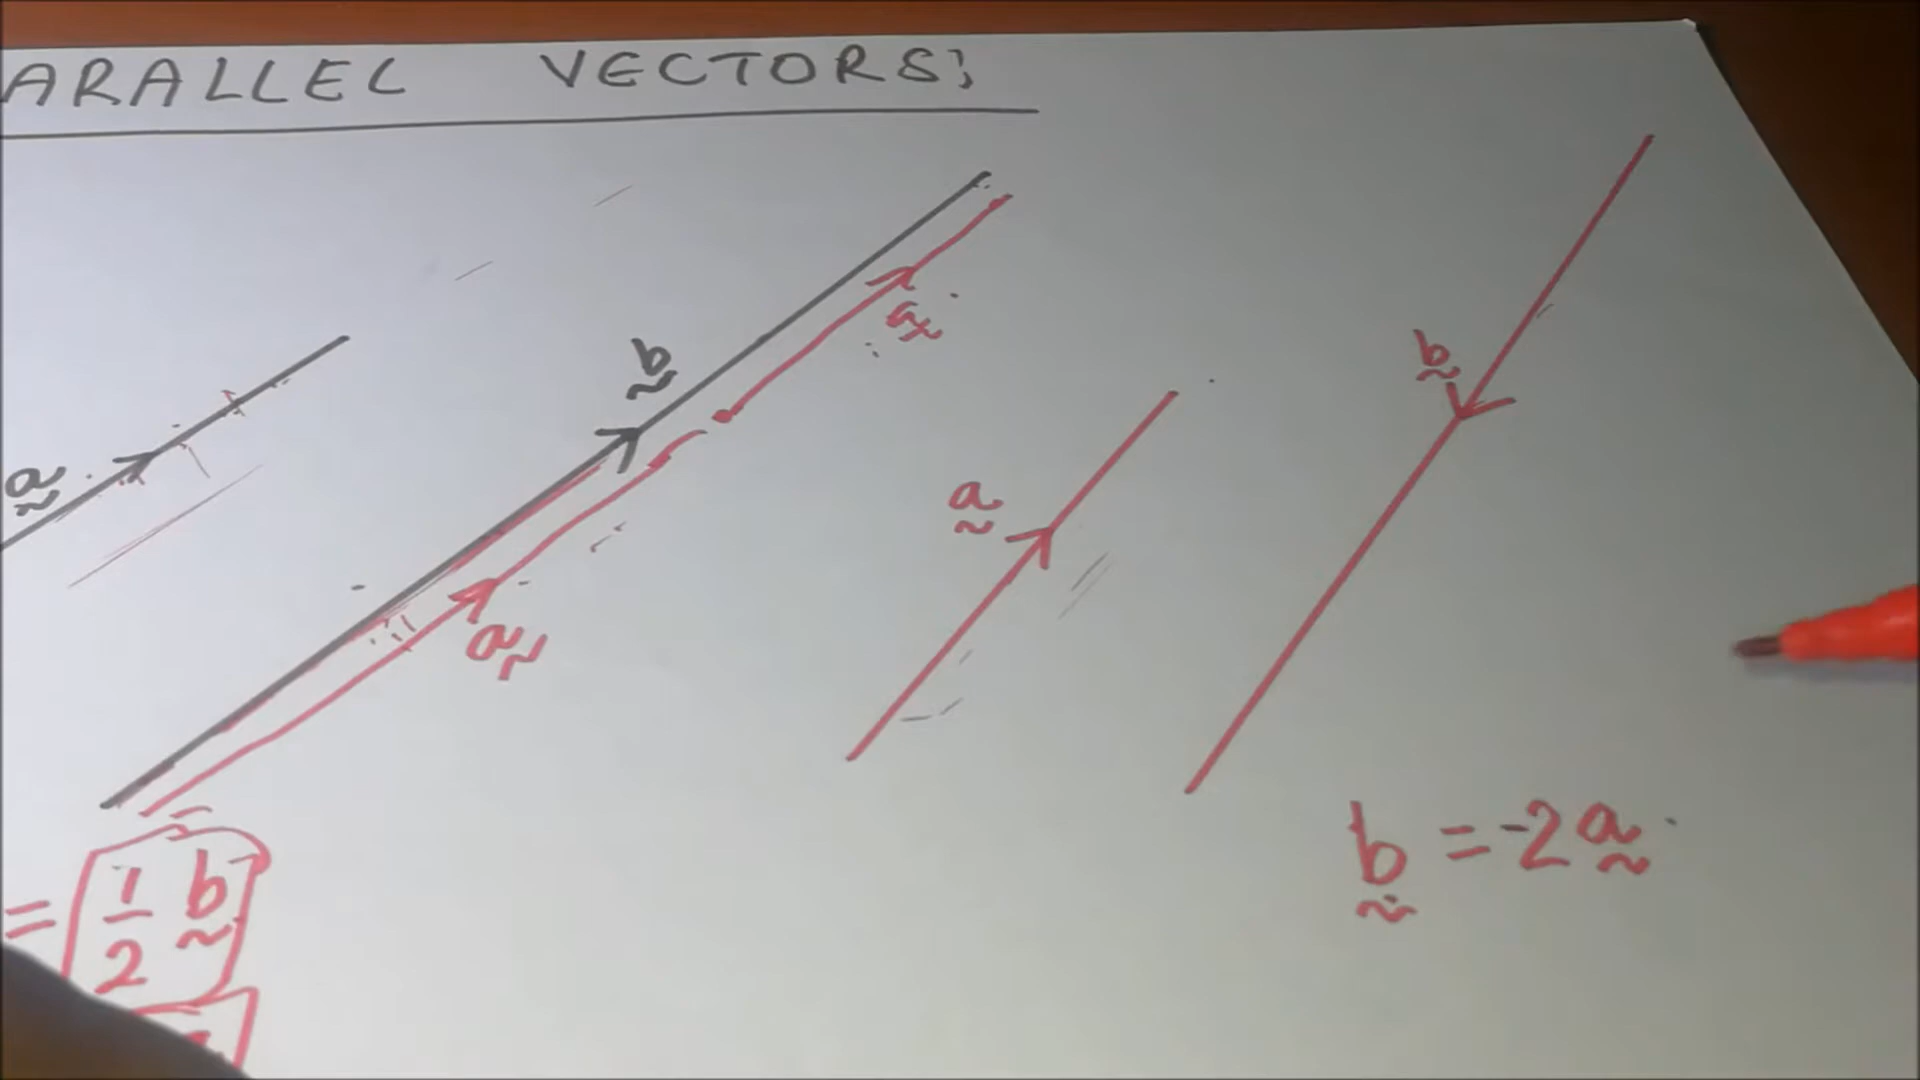 ARALLEL VECTORS;
a
b
a
a
a
b
= 1/2 b
b = -2a